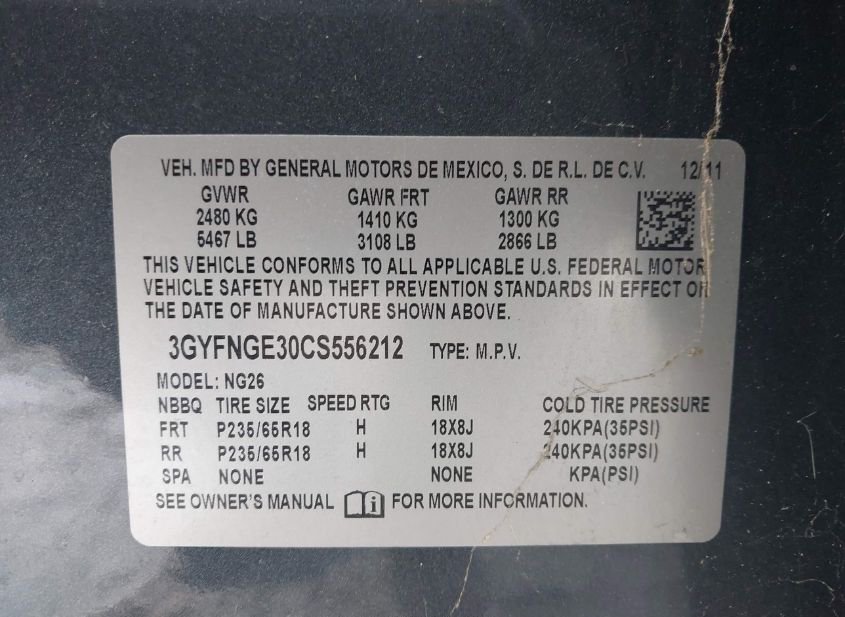 VEH. MFD BY GENERAL MOTORS DE MEXICO, S. DE R.L. DE C.V. 12/11
GVWR GAWR FRT GAWR RR
2480 KG 1410 KG 1300 KG
5467 LB 3108 LB 2866 LB
THIS VEHICLE CONFORMS TO ALL APPLICABLE U.S. FEDERAL MOTOR
VEHICLE SAFETY AND THEFT PREVENTION STANDARDS IN EFFECT ON
THE DATE OF MANUFACTURE SHOWN ABOVE.
3GYFNGE30CS556212 TYPE: M.P.V.
MODEL: NG26
NBBQ TIRE SIZE SPEED RTG RIM COLD TIRE PRESSURE
FRT P235/65R18 H 18X8J 240KPA(35PSI)
RR P235/65R18 H 18X8J 240KPA(35PSI)
SPA NONE NONE KPA(PSI)
SEE OWNER'S MANUAL i FOR MORE INFORMATION.